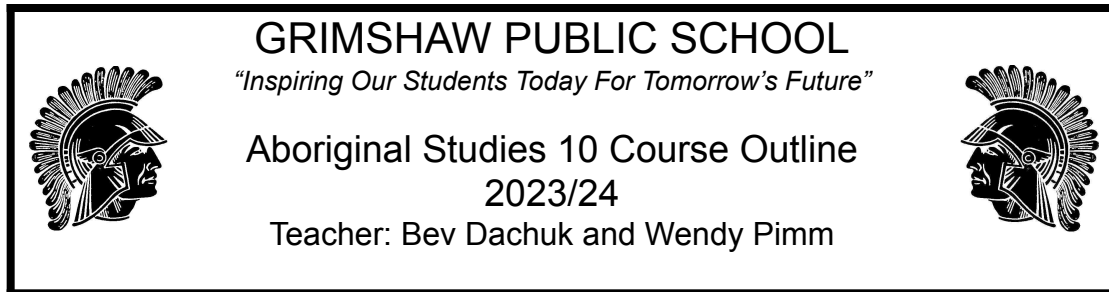 GRIMSHAW PUBLIC SCHOOL
“Inspiring Our Students Today For Tomorrow’s Future”
Aboriginal Studies 10 Course Outline
2023/24
Teacher: Bev Dachuk and Wendy Pimm